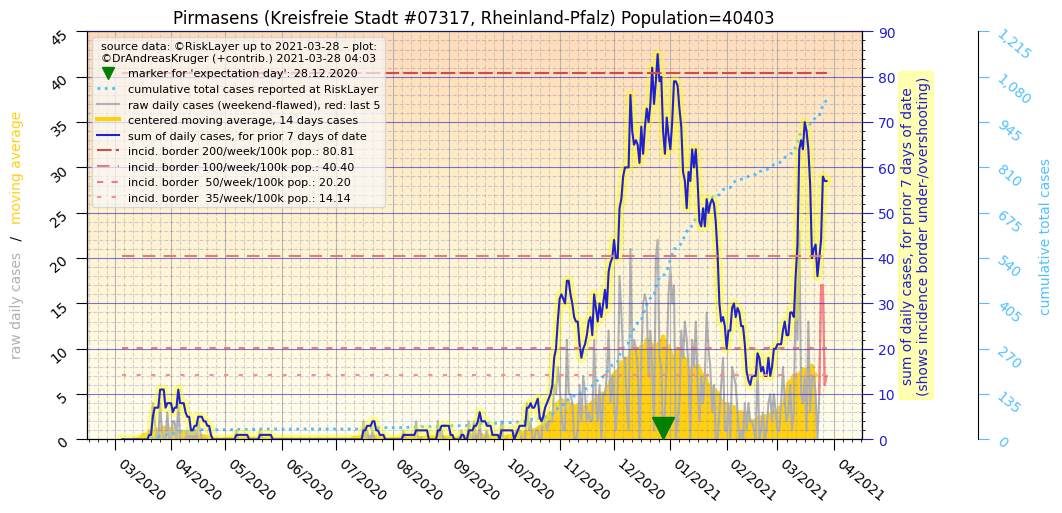 Pirmasens (Kreisfreie Stadt #07317, Rheinland-Pfalz) Population=40403
source data: ©RiskLayer up to 2021-03-28 – plot:
©DrAndreasKruger (+contrib.) 2021-03-28 04:03
marker for 'expectation day': 28.12.2020
cumulative total cases reported at RiskLayer
raw daily cases (weekend-flawed), red: last 5
centered moving average, 14 days cases
sum of daily cases, for prior 7 days of date
incid. border 200/week/100k pop.: 80.81
incid. border 100/week/100k pop.: 40.40
incid. border  50/week/100k pop.: 20.20
incid. border  35/week/100k pop.: 14.14
raw daily cases / moving average
45
40
35
30
25
20
15
10
5
0
03/2020
04/2020
05/2020
06/2020
07/2020
08/2020
09/2020
10/2020
11/2020
12/2020
01/2021
02/2021
03/2021
04/2021
90
80
70
60
50
40
30
20
10
0
sum of daily cases, for prior 7 days of date
(shows incidence border under-/overshooting)
1,215
1,080
945
810
675
540
405
270
135
0
cumulative total cases